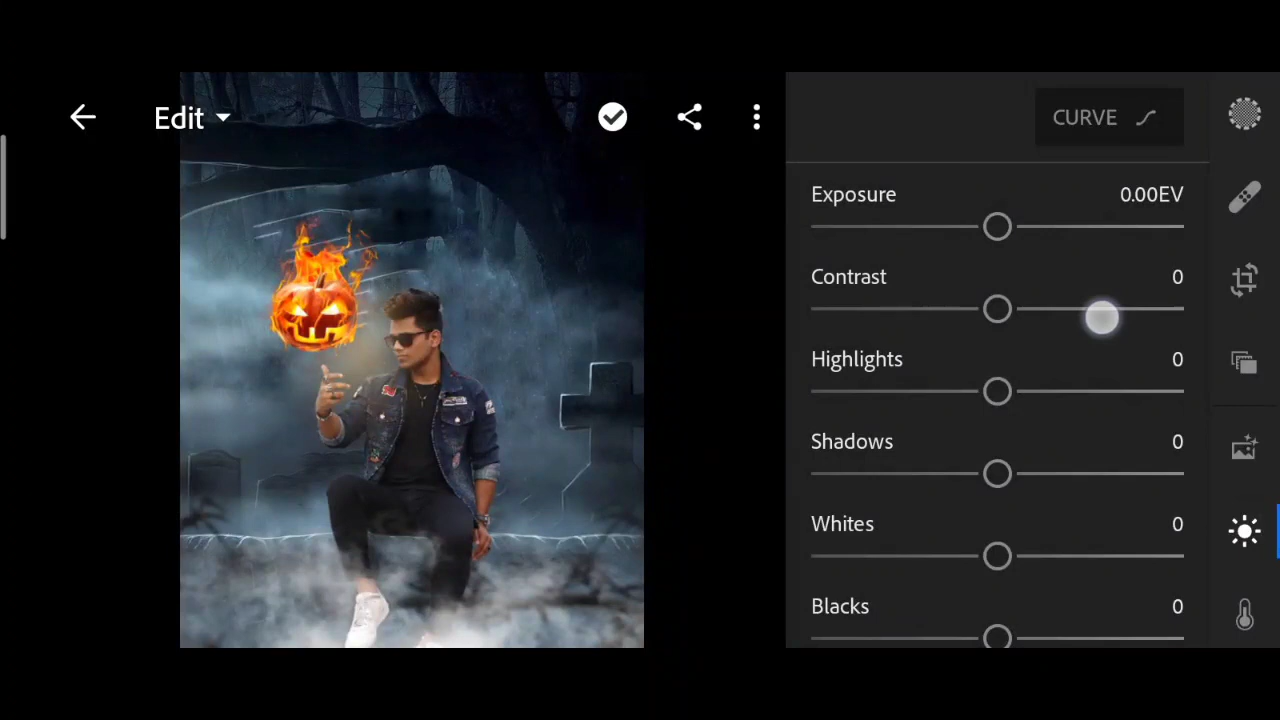 Edit
CURVE
Exposure 0.00EV
Contrast 0
Highlights 0
Shadows 0
Whites 0
Blacks 0